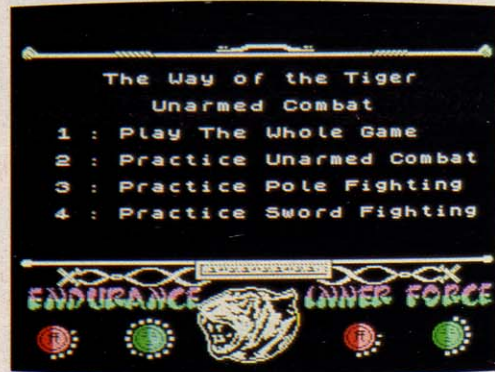 The Way of the Tiger
Unarmed Combat
1 : Play The Whole Game
2 : Practice Unarmed Combat
3 : Practice Pole Fighting
4 : Practice Sword Fighting
ENDURANCE INNER FORCE